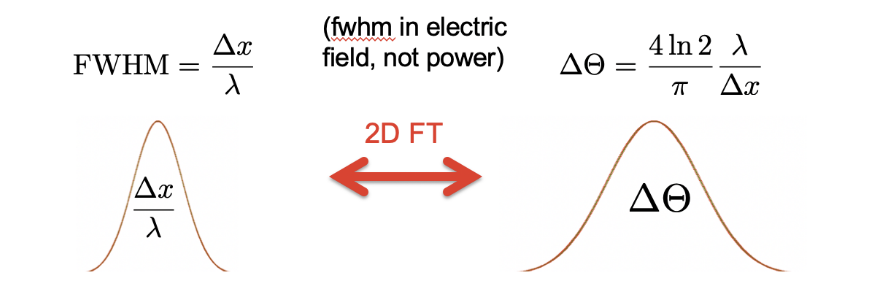 FWHM = Δx/λ
(fwhm in electric
field, not power)
ΔΘ = 4 ln 2/π λ/Δx
2D FT
Δx/λ
ΔΘ